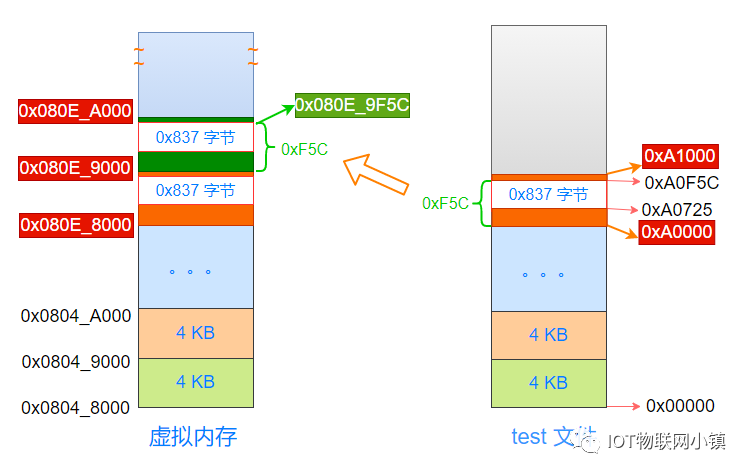 0x080E_A000
0x080E_9F5C
0x837 字节
0xF5C
0x080E_9000
0x837 字节
0x080E_8000
。。。
0x0804_A000
4 KB
0x0804_9000
4 KB
0x0804_8000
虚拟内存
0xA1000
0xA0F5C
0x837 字节
0xF5C
0xA0725
0xA0000
。。。
4 KB
4 KB
0x00000
test 文件
IOT物联网小镇